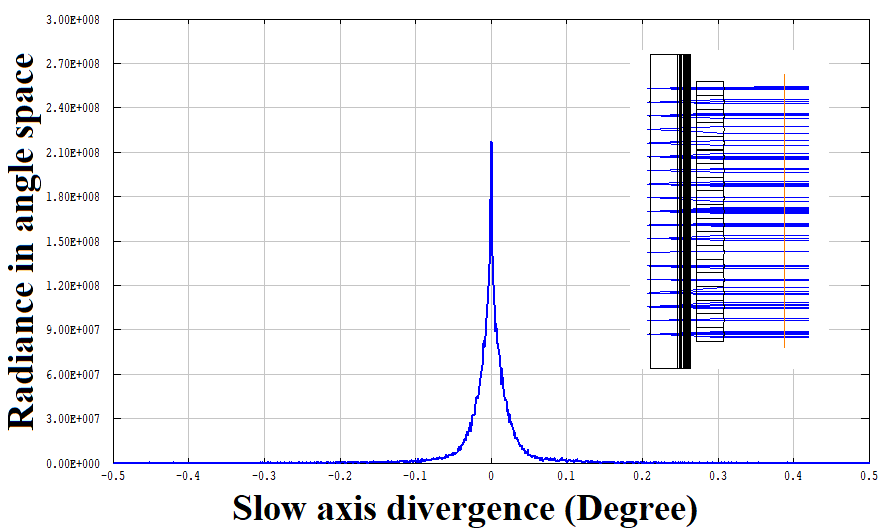 Radiance in angle space
3.00E+008
2.70E+008
2.40E+008
2.10E+008
1.80E+008
1.50E+008
1.20E+008
9.00E+007
6.00E+007
3.00E+007
0.00E+000
-0.5 -0.4 -0.3 -0.2 -0.1 0 0.1 0.2 0.3 0.4 0.5
Slow axis divergence (Degree)